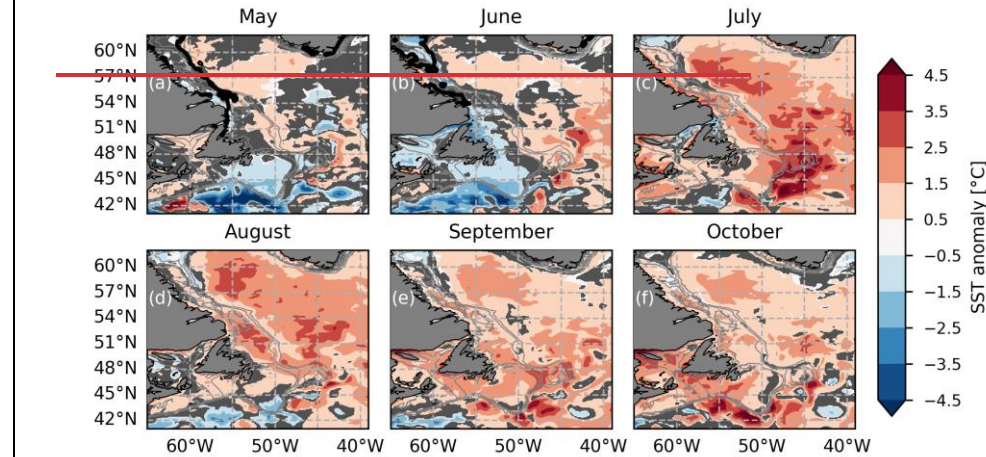 May June July
60°N
57°N
54°N
51°N
48°N
45°N
42°N
(a) (b) (c)
August September October
60°N
57°N
54°N
51°N
48°N
45°N
42°N
(d) (e) (f)
60°W 50°W 40°W 60°W 50°W 40°W 60°W 50°W 40°W
4.5
3.5
2.5
1.5
0.5
−0.5
−1.5
−2.5
−3.5
−4.5
SST anomaly [°C]